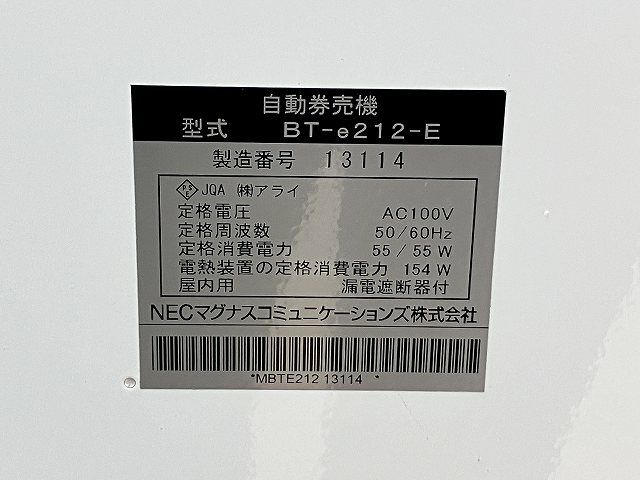 自動券売機
型式 BT-e212-E
製造番号 13114
PSE JQA ㈱アライ
定格電圧 AC100V
定格周波数 50/60Hz
定格消費電力 55/55W
電熱装置の定格消費電力 154W
屋内用 漏電遮断器付
NECマグナスコミュニケーションズ株式会社
*MBTE212 13114 *